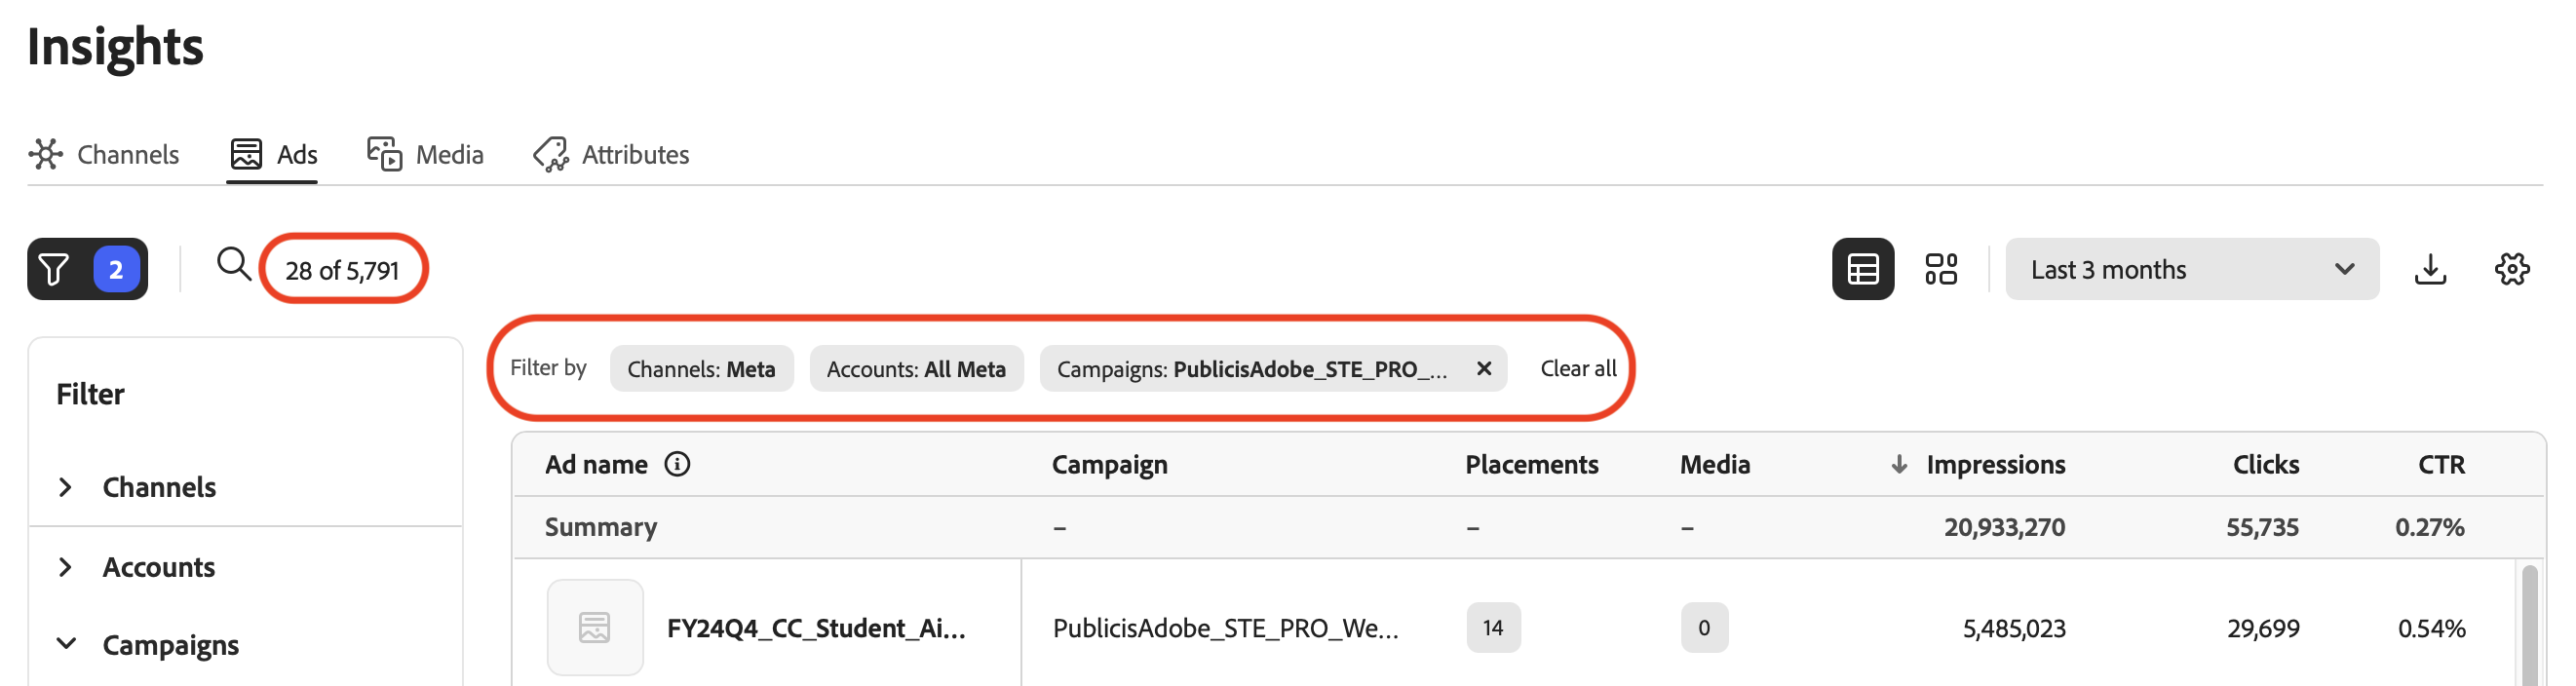 Insights
Channels Ads Media Attributes
2 28 of 5,791 Last 3 months
Filter by Channels: Meta Accounts: All Meta Campaigns: PublicisAdobe_STE_PRO_... Clear all
Filter
Channels
Accounts
Campaigns
Ad name Campaign Placements Media Impressions Clicks CTR
Summary – – – 20,933,270 55,735 0.27%
FY24Q4_CC_Student_Ai... PublicisAdobe_STE_PRO_We... 14 0 5,485,023 29,699 0.54%